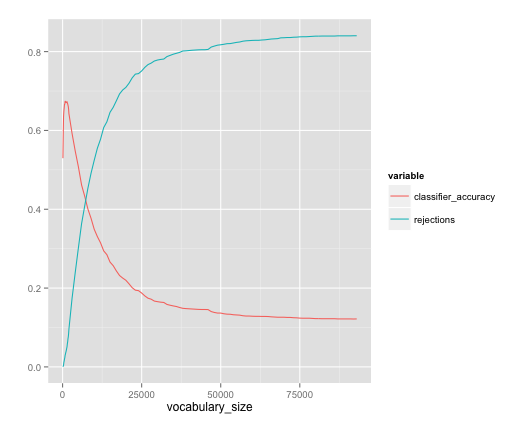 0.8
0.6
0.4
0.2
0.0
0 25000 50000 75000
vocabulary_size
variable
classifier_accuracy
rejections